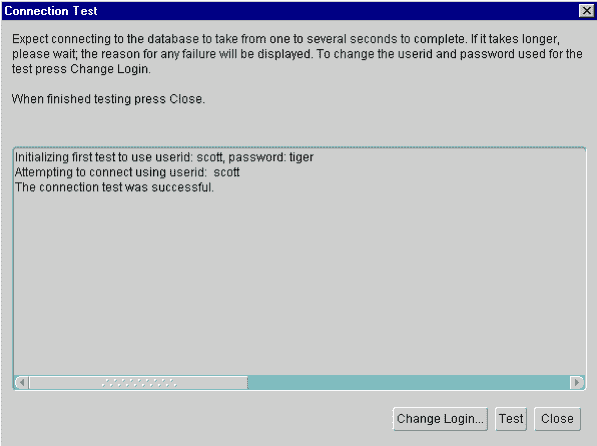 Connection Test
Expect connecting to the database to take from one to several seconds to complete. If it takes longer,
please wait; the reason for any failure will be displayed. To change the userid and password used for the
test press Change Login.
When finished testing press Close.
Initializing first test to use userid: scott, password: tiger
Attempting to connect using userid:  scott
The connection test was successful.
Change Login... Test Close